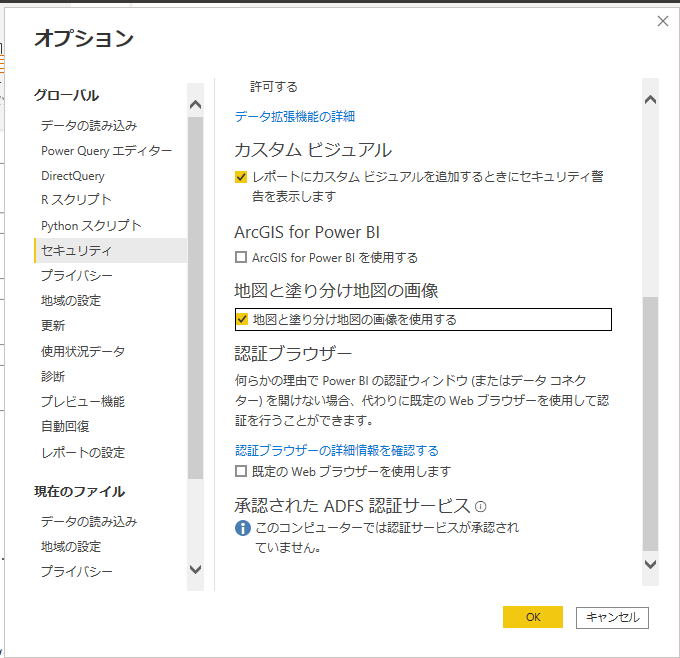 オプション
グローバル
データの読み込み
Power Query エディター
DirectQuery
R スクリプト
Python スクリプト
セキュリティ
プライバシー
地域の設定
更新
使用状況データ
診断
プレビュー機能
自動回復
レポートの設定
現在のファイル
データの読み込み
地域の設定
プライバシー
許可する
データ拡張機能の詳細
カスタム ビジュアル
レポートにカスタム ビジュアルを追加するときにセキュリティ警
告を表示します
ArcGIS for Power BI
ArcGIS for Power BI を使用する
地図と塗り分け地図の画像
地図と塗り分け地図の画像を使用する
認証ブラウザー
何らかの理由で Power BI の認証ウィンドウ (またはデータ コネク
ター) を開けない場合、代わりに既定の Web ブラウザーを使用して認
証を行うことができます。
認証ブラウザーの詳細情報を確認する
既定の Web ブラウザーを使用します
承認された ADFS 認証サービス
このコンピューターでは認証サービスが承認され
ていません。
OK
キャンセル